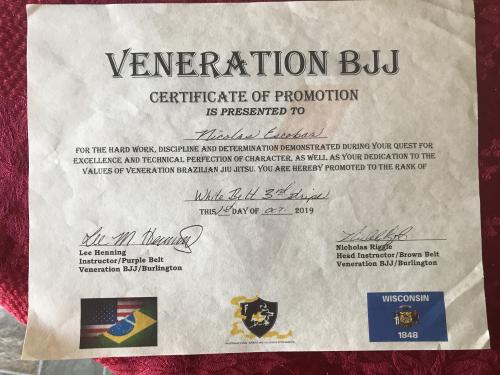 VENERATION BJJ
CERTIFICATE OF PROMOTION
IS PRESENTED TO
Nicolas Escobar
FOR THE HARD WORK, DISCIPLINE AND DETERMINATION DEMONSTRATED DURING YOUR QUEST FOR
EXCELLENCE AND TECHNICAL PERFECTION OF CHARACTER, AS WELL AS YOUR DEDICATION TO THE
VALUES OF VENERATION BRAZILIAN JIU JITSU. YOU ARE HEREBY PROMOTED TO THE RANK OF
White Belt 3rd stripe
THIS 1st DAY OF OCT. 2019
Lee M Henning
Lee Henning
Instructor/Purple Belt
Veneration BJJ/Burlington
Nicholas Riggle
Head Instructor/Brown Belt
Veneration BJJ/Burlington
WISCONSIN
1848